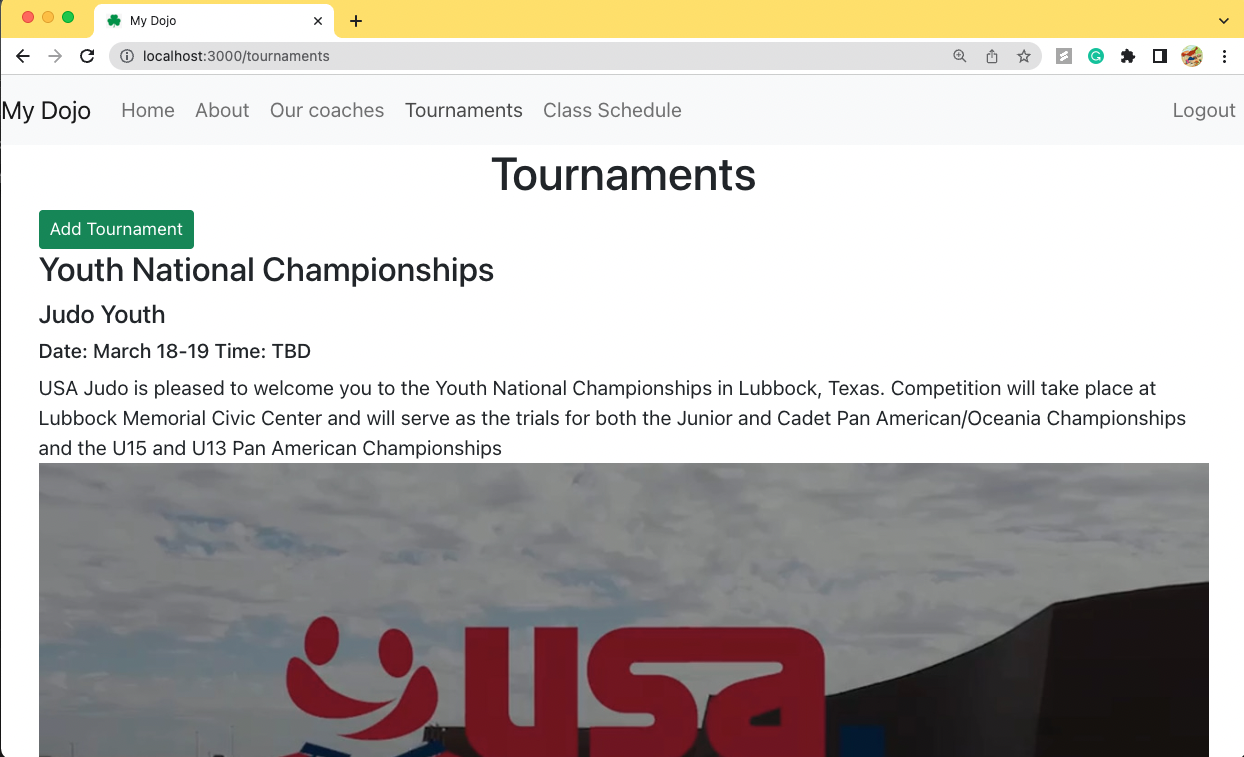 My Dojo
localhost:3000/tournaments
My Dojo Home About Our coaches Tournaments Class Schedule Logout
Tournaments
Add Tournament
Youth National Championships
Judo Youth
Date: March 18-19 Time: TBD
USA Judo is pleased to welcome you to the Youth National Championships in Lubbock, Texas. Competition will take place at
Lubbock Memorial Civic Center and will serve as the trials for both the Junior and Cadet Pan American/Oceania Championships
and the U15 and U13 Pan American Championships
USA